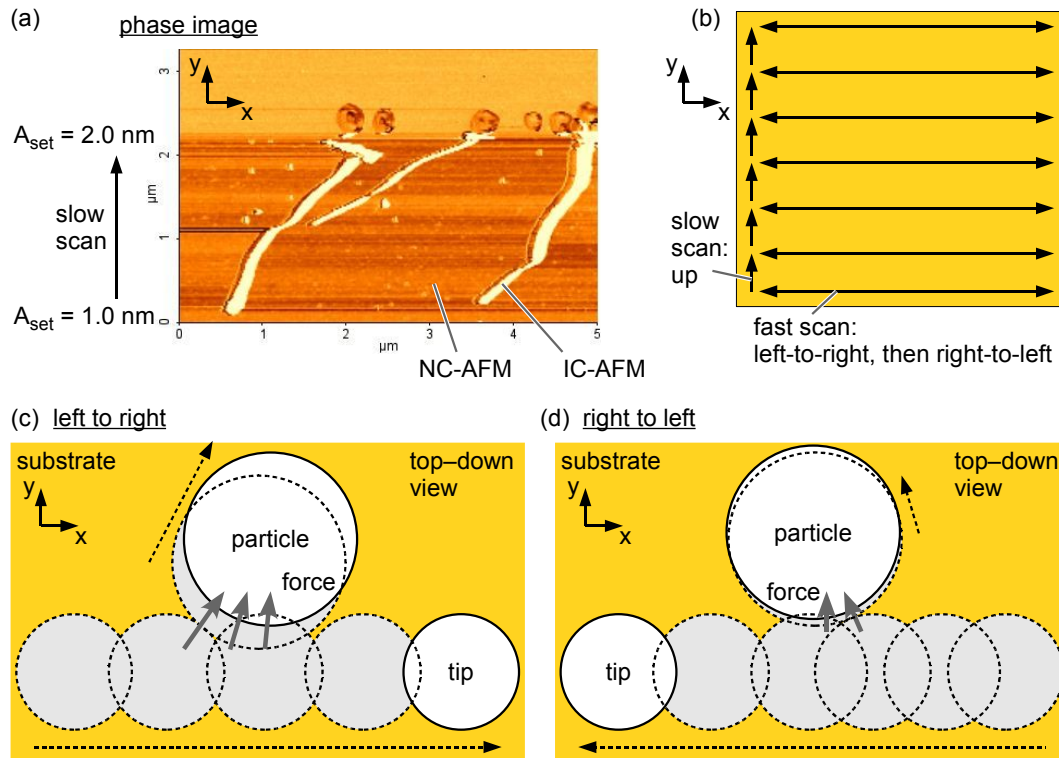 (a)
phase image
y
x
3
2
1
0
µm
0
1
2
3
4
5
µm
A_set = 2.0 nm
slow
scan
A_set = 1.0 nm
NC-AFM
IC-AFM
(b)
y
x
slow
scan:
up
fast scan:
left-to-right, then right-to-left
(c) left to right
substrate
top–down
view
y
x
particle
force
tip
(d) right to left
substrate
top–down
view
y
x
particle
force
tip